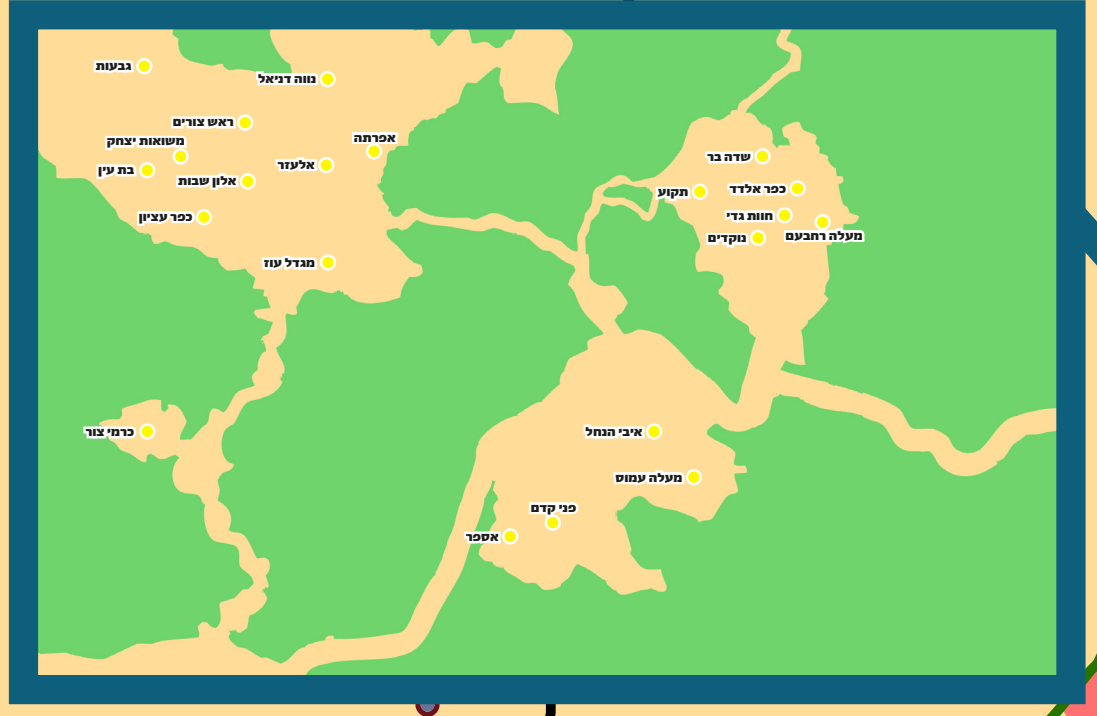 גבעות
נווה דניאל
ראש צורים
אפרתה
משואות יצחק
אלעזר
בת עין
אלון שבות
כפר עציון
מגדל עוז
שדה בר
תקוע
כפר אלדד
חוות גדי
מעלה רחבעם
נוקדים
כרמי צור
איבי הנחל
מעלה עמוס
פני קדם
אספר